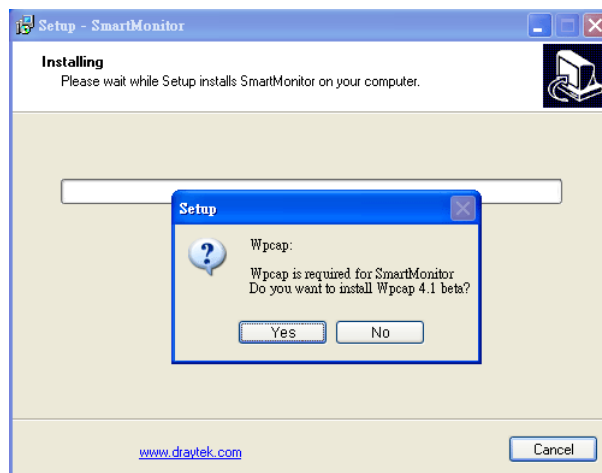 Setup - SmartMonitor
Installing
Please wait while Setup installs SmartMonitor on your computer.
Setup
Wpcap:
Wpcap is required for SmartMonitor
Do you want to install Wpcap 4.1 beta?
Yes
No
www.draytek.com
Cancel